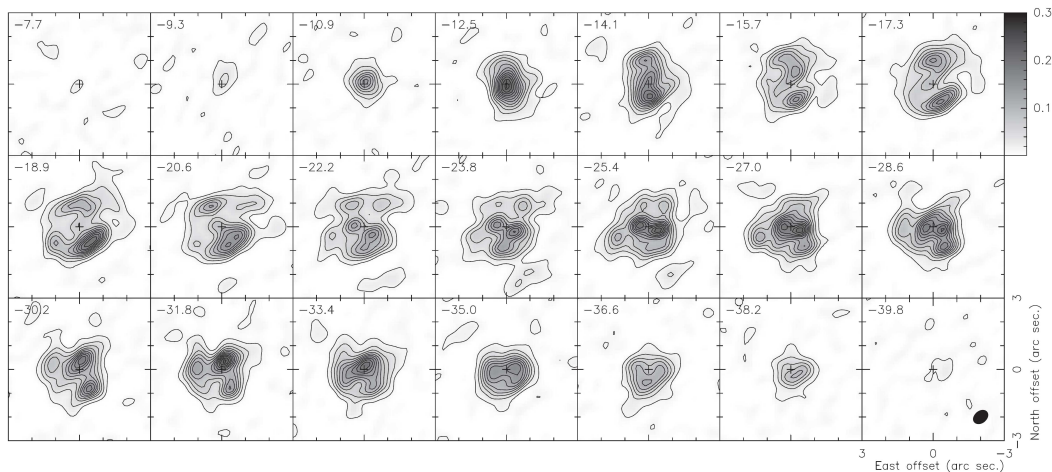 -7.7 -9.3 -10.9 -12.5 -14.1 -15.7 -17.3 0.3
0.2
0.1
-18.9 -20.6 -22.2 -23.8 -25.4 -27.0 -28.6
-30.2 -31.8 -33.4 -35.0 -36.6 -38.2 -39.8 3
0
-3
North offset (arc sec.)
3 0 -3
East offset (arc sec.)